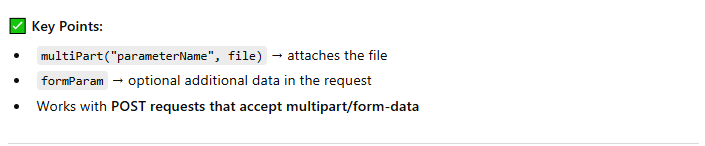 ✅ Key Points:
• multiPart("parameterName", file) → attaches the file
• formParam → optional additional data in the request
• Works with POST requests that accept multipart/form-data